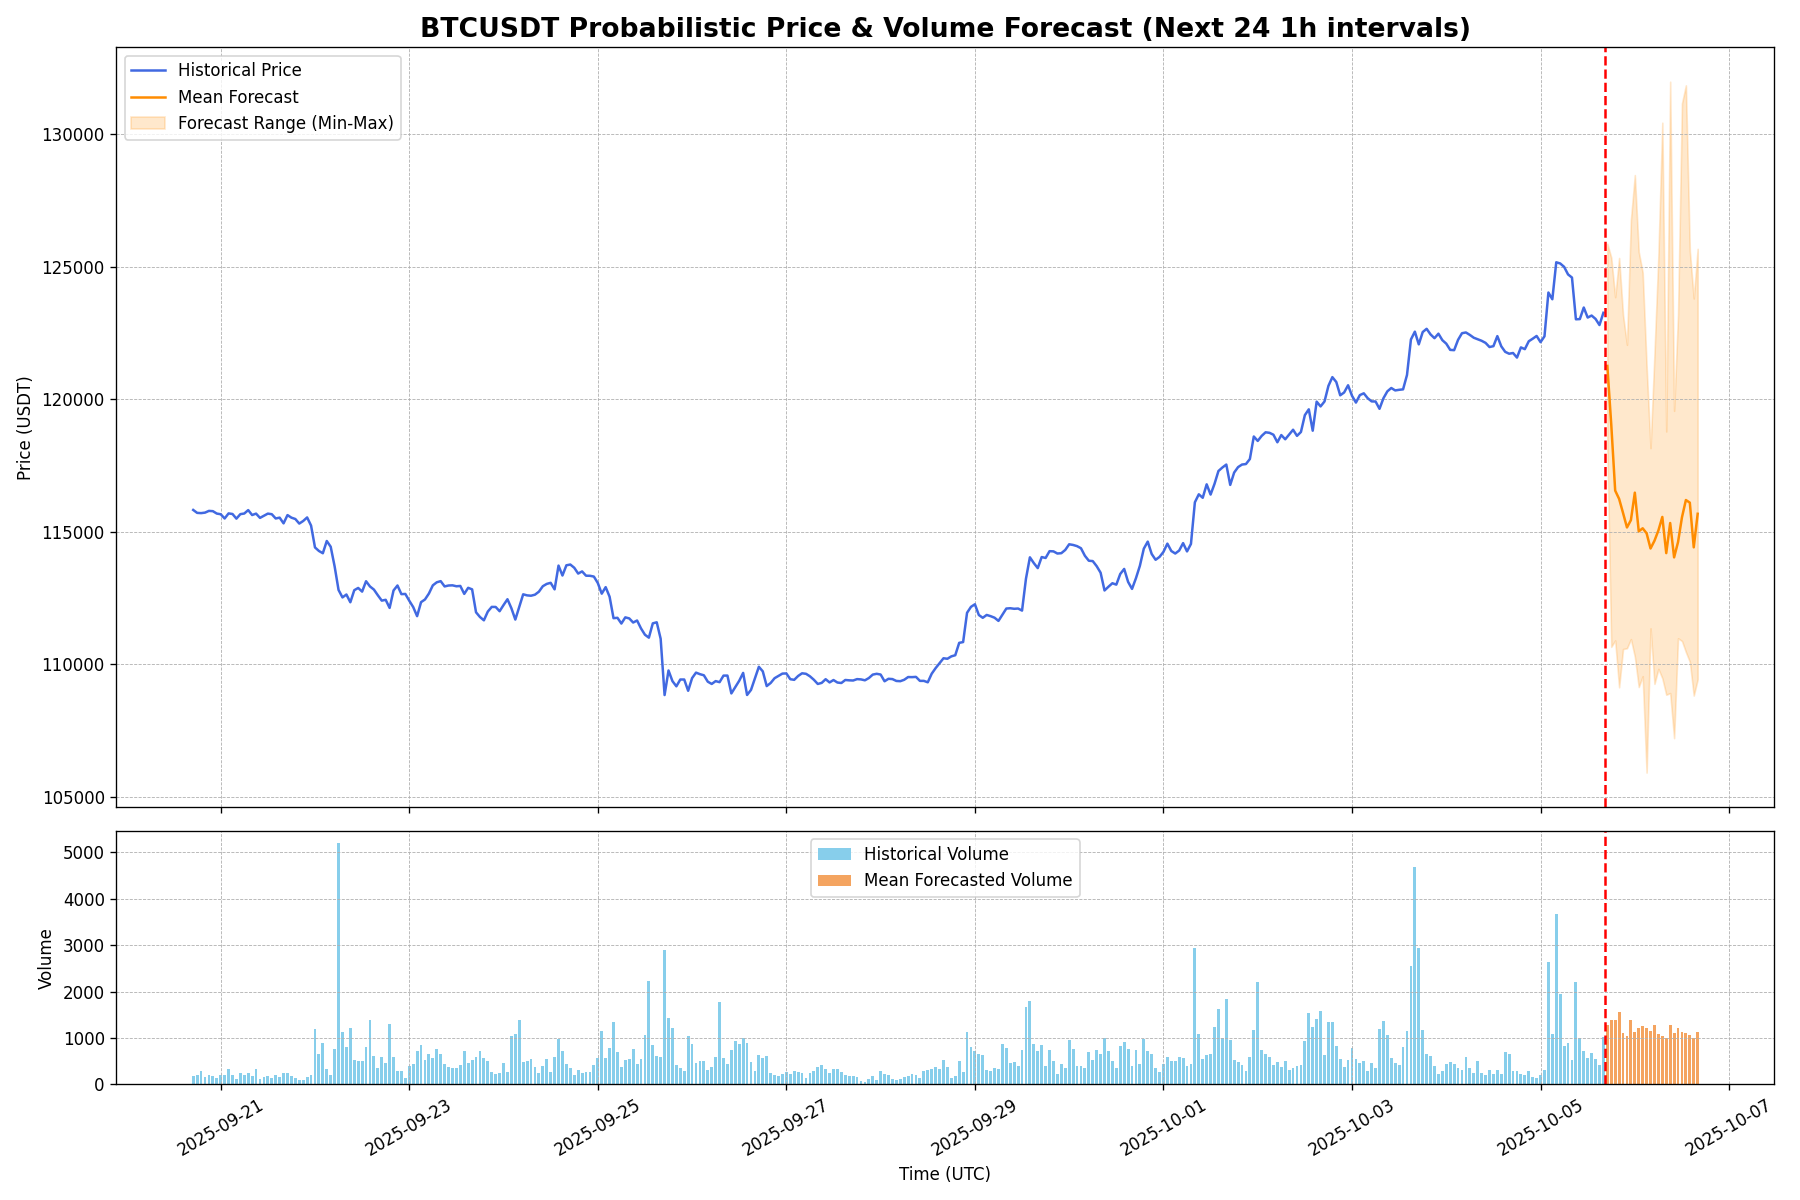 BTCUSDT Probabilistic Price & Volume Forecast (Next 24 1h intervals)
Historical Price
Mean Forecast
Forecast Range (Min-Max)
130000
125000
120000
115000
110000
105000
Price (USDT)
Historical Volume
Mean Forecasted Volume
5000
4000
3000
2000
1000
0
Volume
2025-09-21
2025-09-23
2025-09-25
2025-09-27
2025-09-29
2025-10-01
2025-10-03
2025-10-05
2025-10-07
Time (UTC)